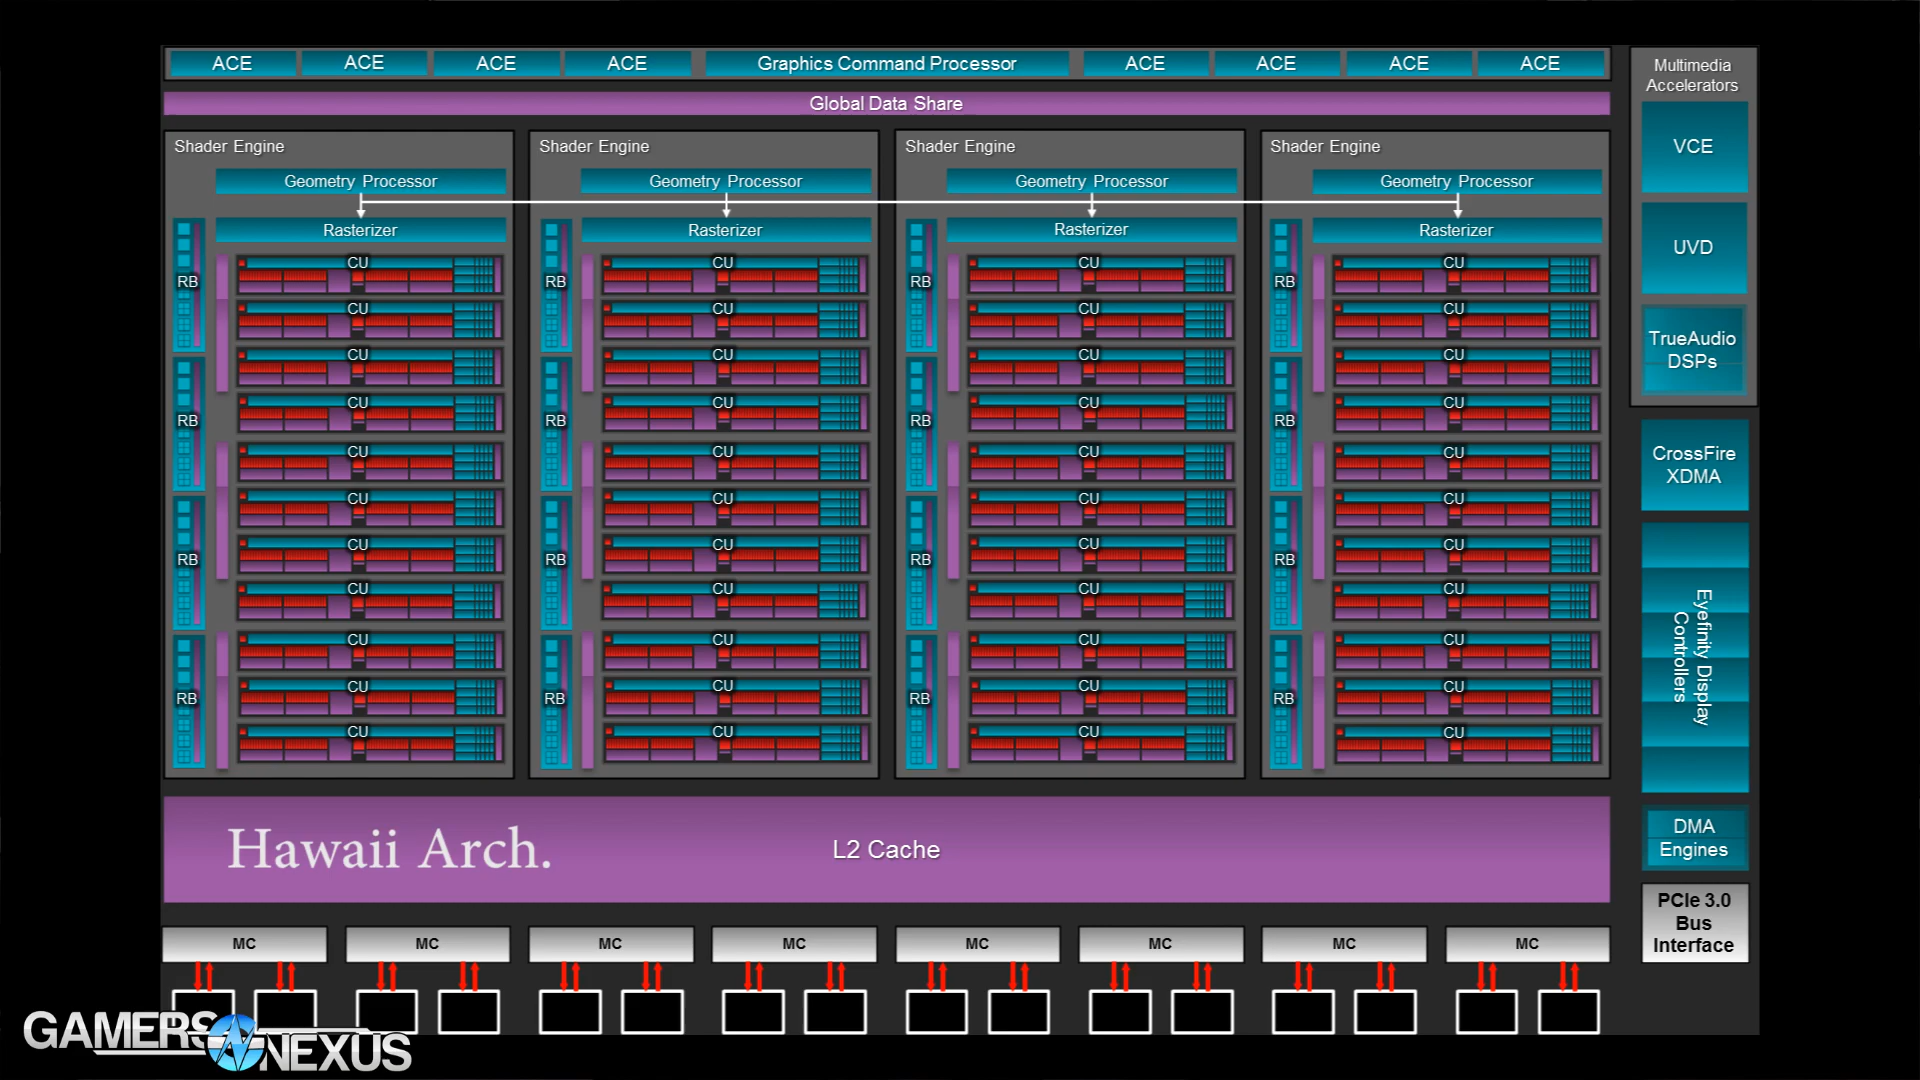 ACE ACE ACE ACE Graphics Command Processor ACE ACE ACE ACE
Global Data Share
Shader Engine Shader Engine Shader Engine Shader Engine
Geometry Processor Geometry Processor Geometry Processor Geometry Processor
Rasterizer Rasterizer Rasterizer Rasterizer
CU CU CU CU
RB RB RB RB
CU CU CU CU
CU CU CU CU
CU CU CU CU
RB RB RB RB
CU CU CU CU
CU CU CU CU
CU CU CU CU
RB RB RB RB
CU CU CU CU
CU CU CU CU
CU CU CU CU
RB RB RB RB
CU CU CU CU
Hawaii Arch. L2 Cache
MC MC MC MC MC MC MC MC
Multimedia
Accelerators
VCE
UVD
TrueAudio
DSPs
CrossFire
XDMA
Eyefinity Display
Controllers
DMA
Engines
PCIe 3.0
Bus
Interface
GAMERS
NEXUS